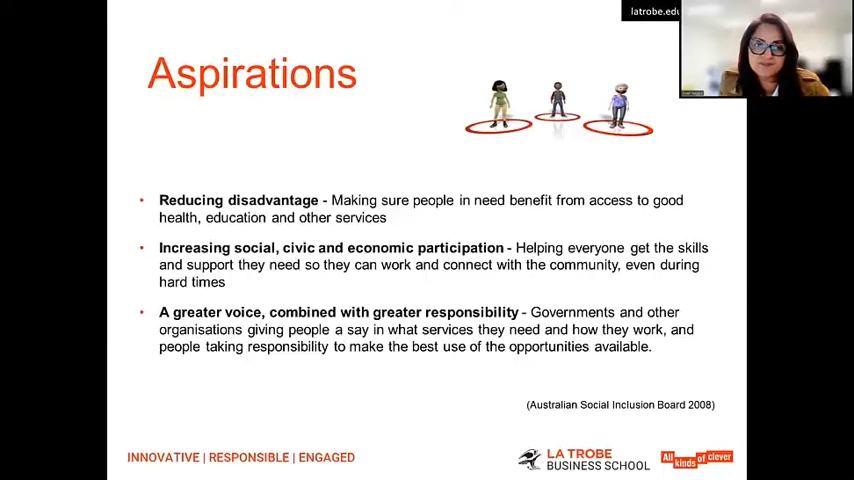 latrobe.edu
Aspirations
• Reducing disadvantage - Making sure people in need benefit from access to good
health, education and other services
• Increasing social, civic and economic participation - Helping everyone get the skills
and support they need so they can work and connect with the community, even during
hard times
• A greater voice, combined with greater responsibility - Governments and other
organisations giving people a say in what services they need and how they work, and
people taking responsibility to make the best use of the opportunities available.
(Australian Social Inclusion Board 2008)
INNOVATIVE | RESPONSIBLE | ENGAGED
LA TROBE
BUSINESS SCHOOL
All kinds of clever